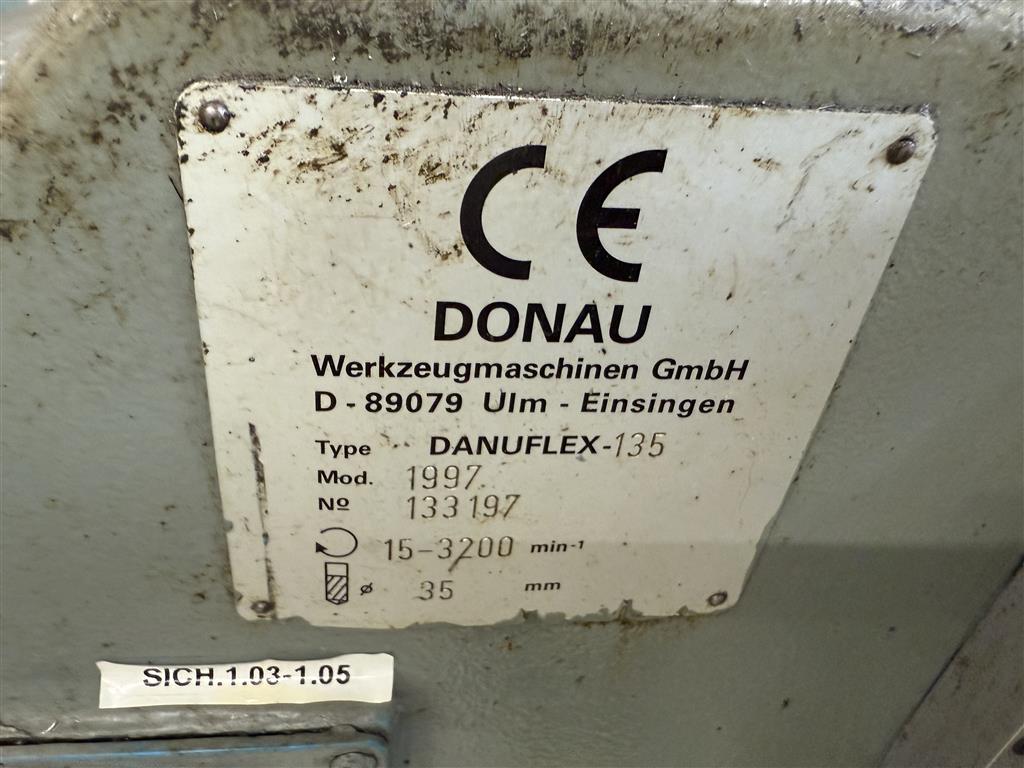 CE
DONAU
Werkzeugmaschinen GmbH
D - 89079 Ulm - Einsingen
Type DANUFLEX-135
Mod. 1997
Nº 133197
15-3200 min-1
ø 35 mm
SICH.1.03-1.05